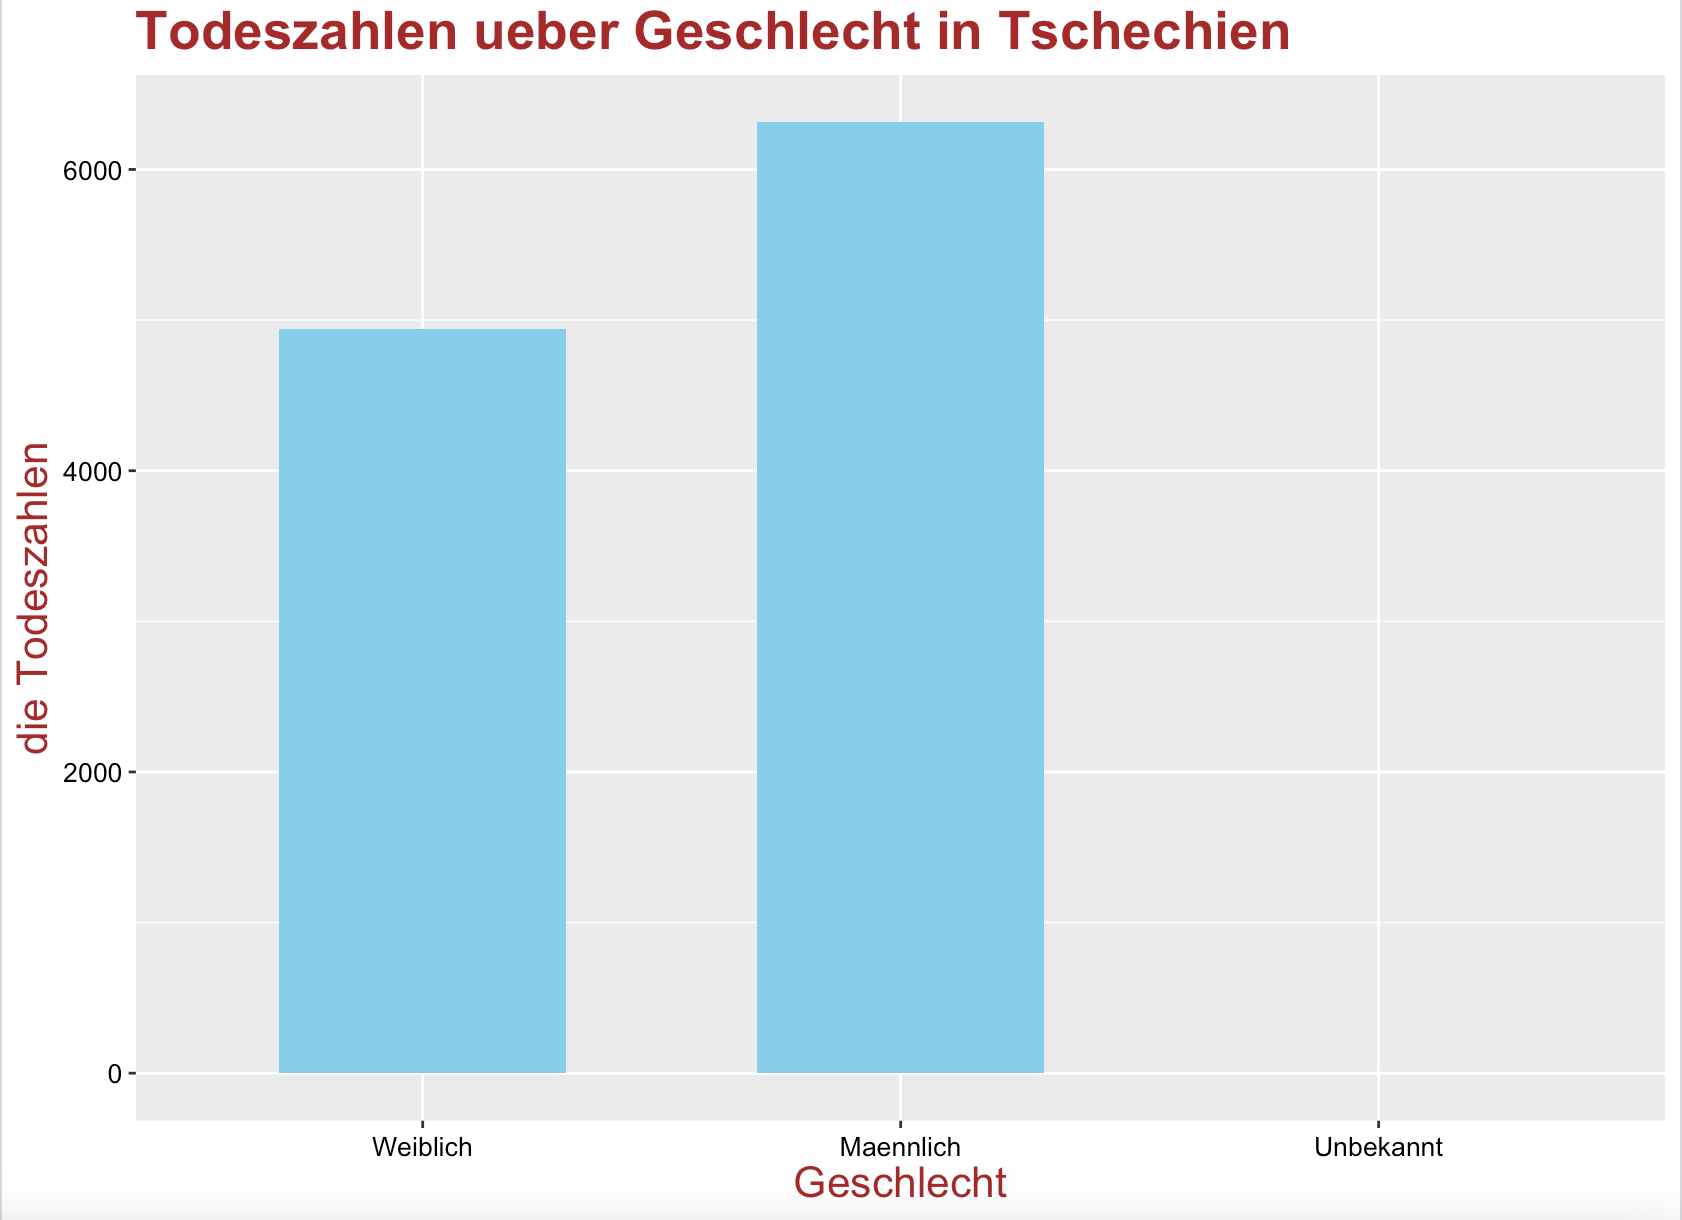 Todeszahlen ueber Geschlecht in Tschechien
die Todeszahlen
6000
4000
2000
0
Weiblich Maennlich Unbekannt
Geschlecht